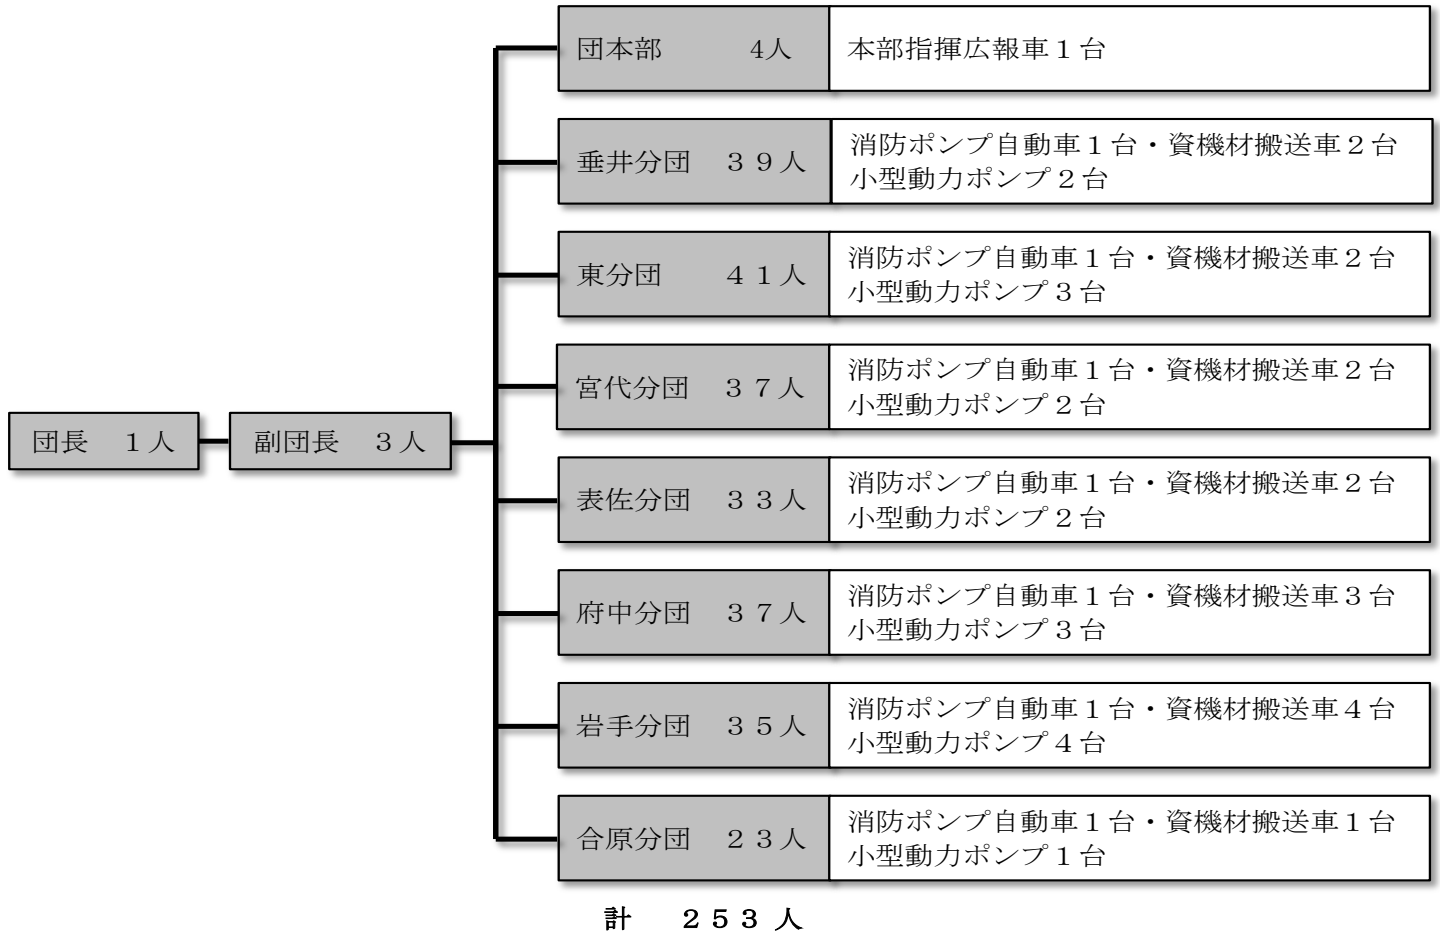 団本部　　　4人
本部指揮広報車１台
垂井分団　３９人
消防ポンプ自動車１台・資機材搬送車２台
小型動力ポンプ２台
東分団　　４１人
消防ポンプ自動車１台・資機材搬送車２台
小型動力ポンプ３台
宮代分団　３７人
消防ポンプ自動車１台・資機材搬送車２台
小型動力ポンプ２台
団長　１人
副団長　３人
表佐分団　３３人
消防ポンプ自動車１台・資機材搬送車２台
小型動力ポンプ２台
府中分団　３７人
消防ポンプ自動車１台・資機材搬送車３台
小型動力ポンプ３台
岩手分団　３５人
消防ポンプ自動車１台・資機材搬送車４台
小型動力ポンプ４台
合原分団　２３人
消防ポンプ自動車１台・資機材搬送車１台
小型動力ポンプ１台
計　２５３人